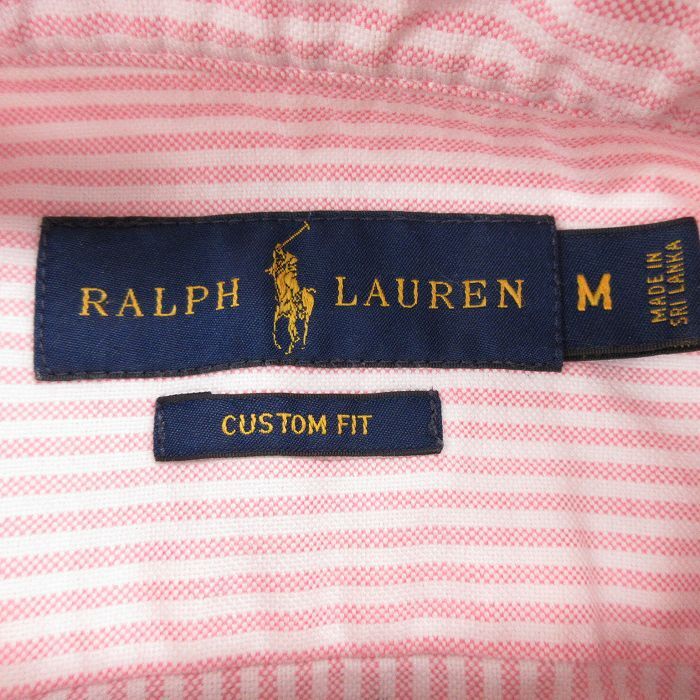 RALPH LAUREN
M
MADE IN
SRI LANKA
CUSTOM FIT